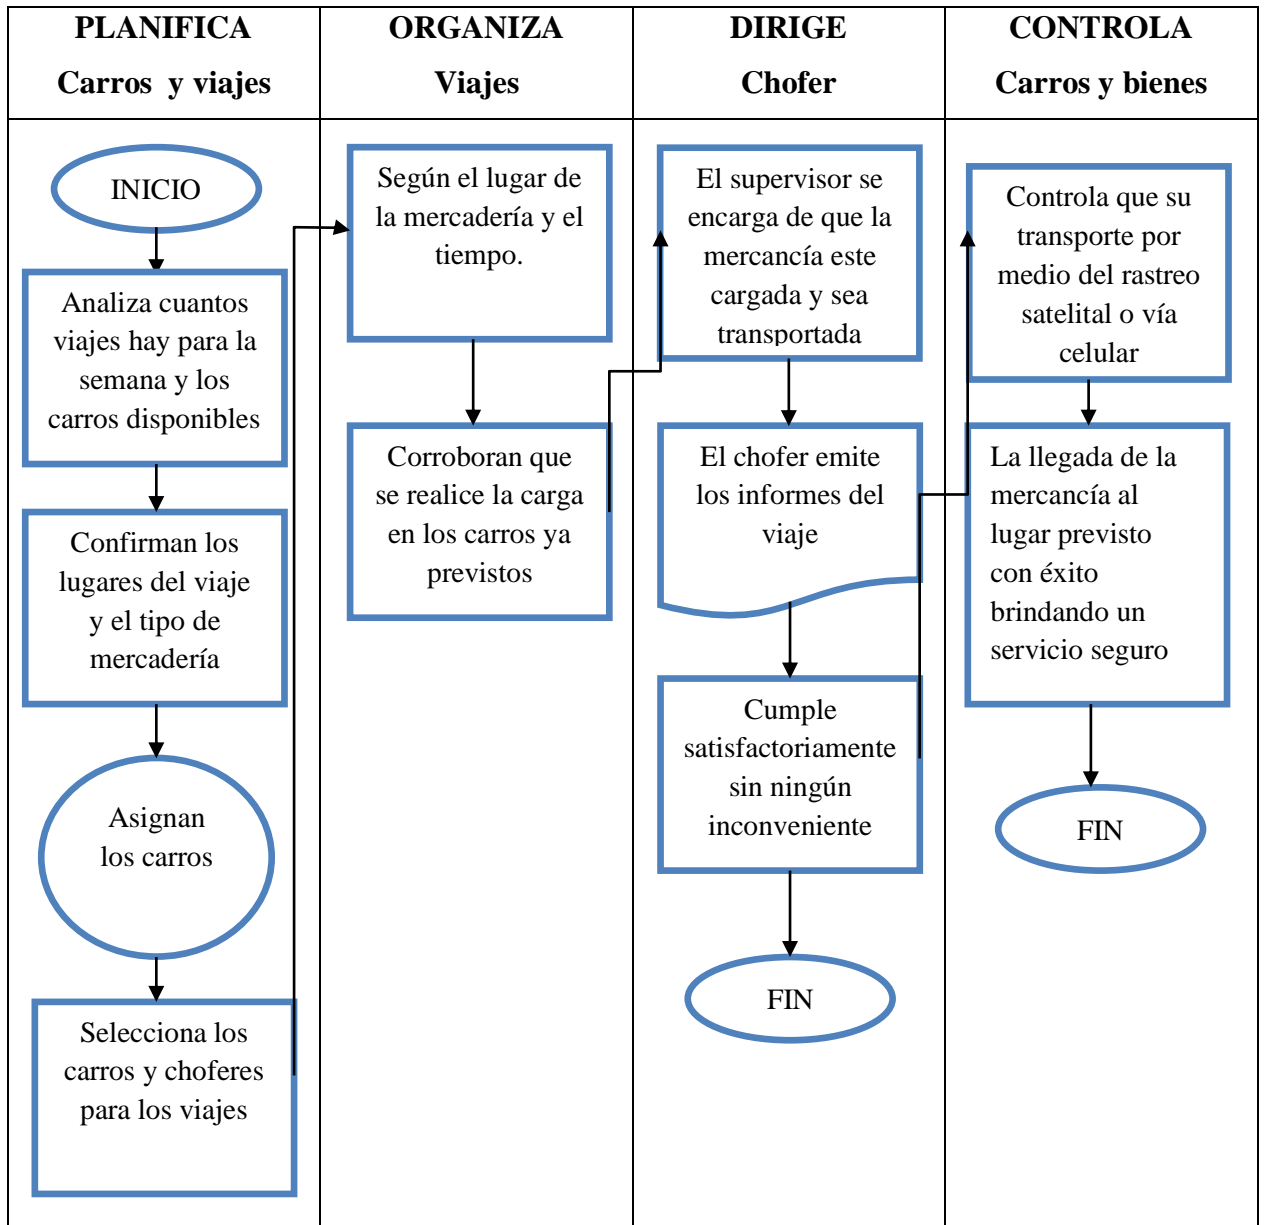 PLANIFICA
Carros y viajes
ORGANIZA
Viajes
DIRIGE
Chofer
CONTROLA
Carros y bienes
INICIO
Analiza cuantos
viajes hay para la
semana y los
carros disponibles
Confirman los
lugares del viaje
y el tipo de
mercadería
Asignan
los carros
Selecciona los
carros y choferes
para los viajes
Según el lugar de
la mercadería y el
tiempo.
Corroboran que
se realice la carga
en los carros ya
previstos
El supervisor se
encarga de que la
mercancía este
cargada y sea
transportada
El chofer emite
los informes del
viaje
Cumple
satisfactoriamente
sin ningún
inconveniente
FIN
Controla que su
transporte por
medio del rastreo
satelital o vía
celular
La llegada de la
mercancía al
lugar previsto
con éxito
brindando un
servicio seguro
FIN